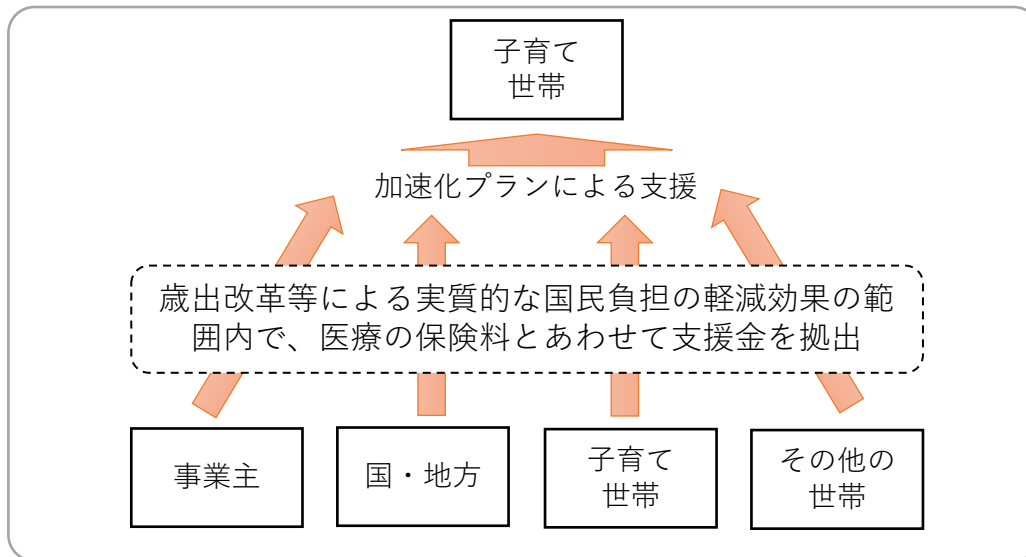 子育て
世帯
加速化プランによる支援
歳出改革等による実質的な国民負担の軽減効果の範
囲内で、医療の保険料とあわせて支援金を拠出
事業主
国・地方
子育て
世帯
その他の
世帯